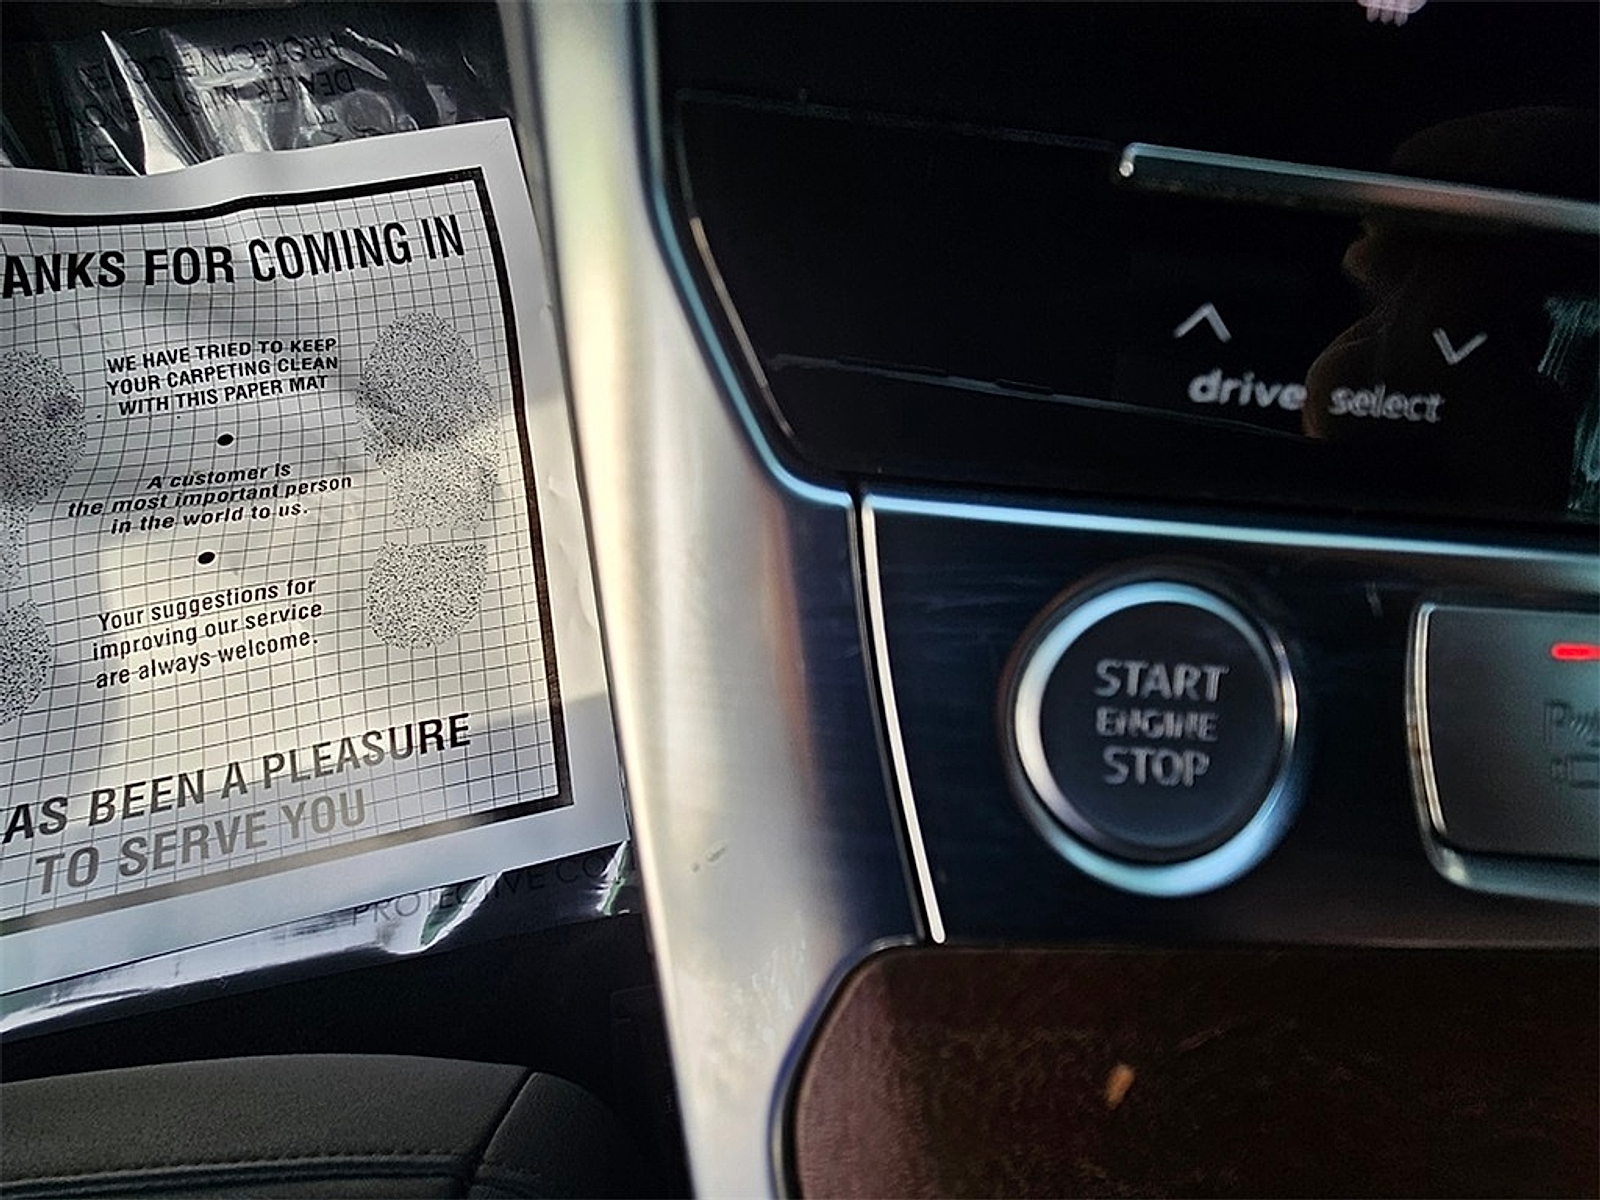 ANKS FOR COMING IN
WE HAVE TRIED TO KEEP
YOUR CARPETING CLEAN
WITH THIS PAPER MAT
A customer is
the most important person
in the world to us.
Your suggestions for
improving our service
are always welcome.
AS BEEN A PLEASURE
TO SERVE YOU
PROTECTIVE
drive select
START
ENGINE
STOP